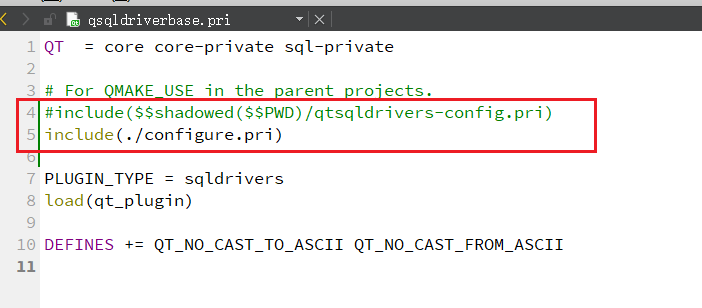 qsqldriverbase.pri
1 QT  = core core-private sql-private
2
3 # For QMAKE_USE in the parent projects.
4 #include($$shadowed($$PWD)/qtsqldrivers-config.pri)
5 include(./configure.pri)
6
7 PLUGIN_TYPE = sqldrivers
8 load(qt_plugin)
9
10 DEFINES += QT_NO_CAST_TO_ASCII QT_NO_CAST_FROM_ASCII
11